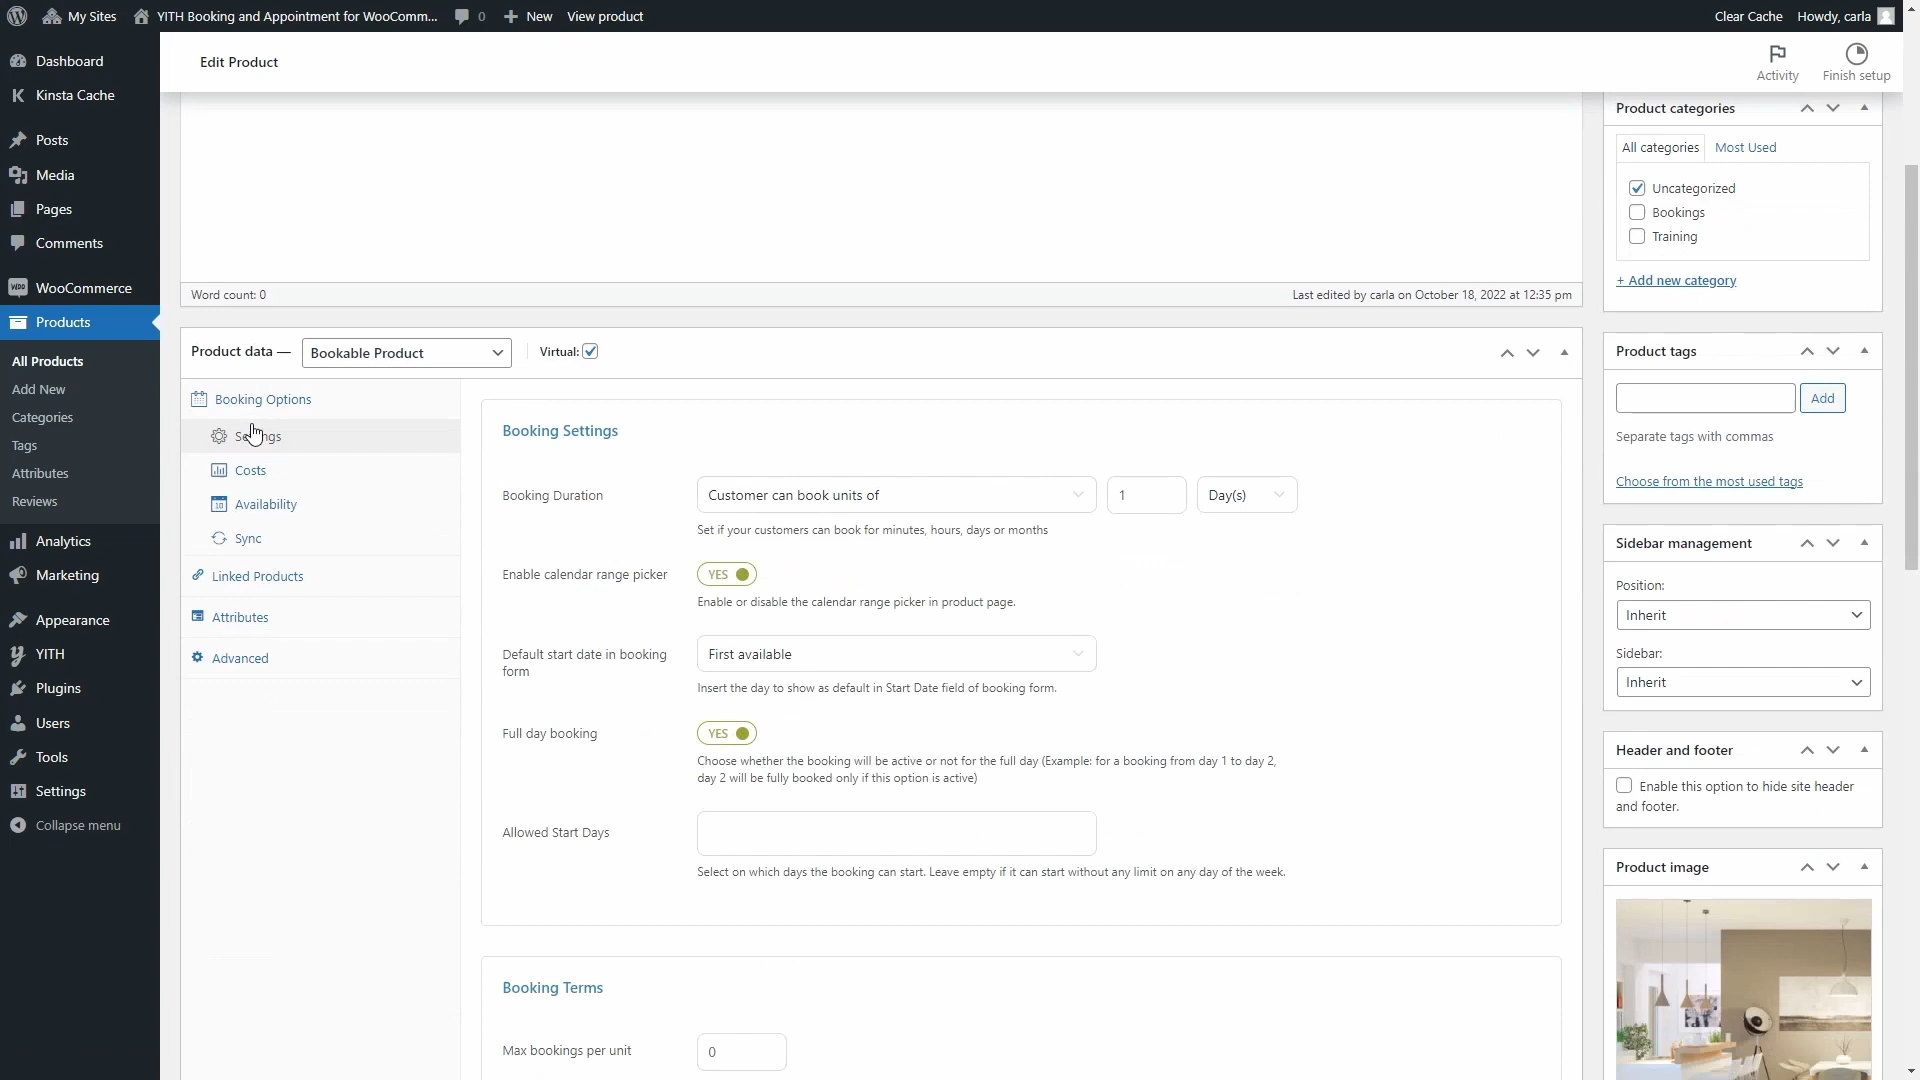 My Sites
YITH Booking and Appointment for WooComm...
0
New
View product
Clear Cache
Howdy, carla
Dashboard
Kinsta Cache
Posts
Media
Pages
Comments
WooCommerce
Products
All Products
Add New
Categories
Tags
Attributes
Reviews
Analytics
Marketing
Appearance
YITH
Plugins
Users
Tools
Settings
Collapse menu
Edit Product
Activity
Finish setup
Word count: 0
Last edited by carla on October 18, 2022 at 12:35 pm
Product data —
Bookable Product
Virtual:
Booking Options
Settings
Costs
Availability
Sync
Linked Products
Attributes
Advanced
Booking Settings
Booking Duration
Customer can book units of
1
Day(s)
Set if your customers can book for minutes, hours, days or months
Enable calendar range picker
YES
Enable or disable the calendar range picker in product page.
Default start date in booking
form
First available
Insert the day to show as default in Start Date field of booking form.
Full day booking
YES
Choose whether the booking will be active or not for the full day (Example: for a booking from day 1 to day 2,
day 2 will be fully booked only if this option is active)
Allowed Start Days
Select on which days the booking can start. Leave empty if it can start without any limit on any day of the week.
Booking Terms
Max bookings per unit
0
Product categories
All categories
Most Used
Uncategorized
Bookings
Training
+ Add new category
Product tags
Add
Separate tags with commas
Choose from the most used tags
Sidebar management
Position:
Inherit
Sidebar:
Inherit
Header and footer
Enable this option to hide site header
and footer.
Product image